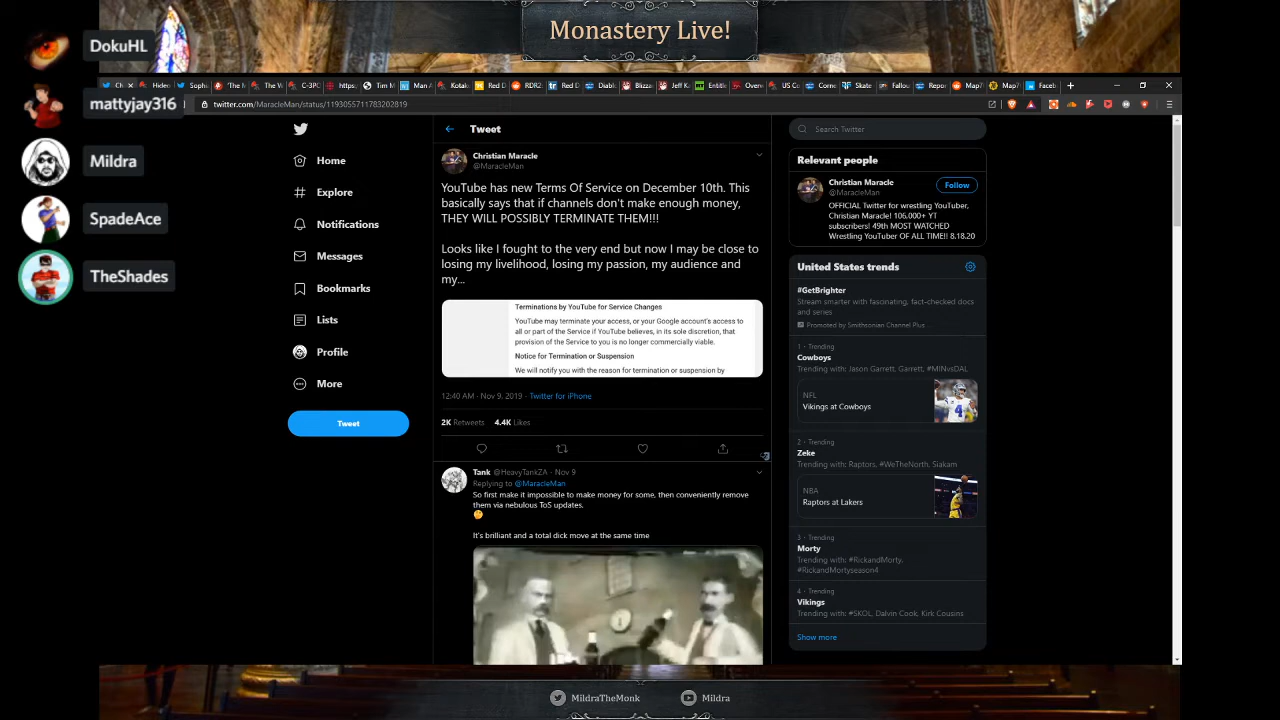 Monastery Live!
DokuHL
mattyjay316
Mildra
SpadeAce
TheShades
twitter.com/MaracleMan/status/1193055711783202819
Home
Explore
Notifications
Messages
Bookmarks
Lists
Profile
More
Tweet
Tweet
Christian Maracle
@MaracleMan
YouTube has new Terms Of Service on December 10th. This
basically says that if channels don't make enough money,
THEY WILL POSSIBLY TERMINATE THEM!!!
Looks like I fought to the very end but now I may be close to
losing my livelihood, losing my passion, my audience and
my...
Terminations by YouTube for Service Changes
YouTube may terminate your access, or your Google account's access to
all or part of the Service if YouTube believes, in its sole discretion, that
provision of the Service to you is no longer commercially viable.
Notice for Termination or Suspension
We will notify you with the reason for termination or suspension by
12:40 AM · Nov 9, 2019 · Twitter for iPhone
2K Retweets 4.4K Likes
Tank @HeavyTankZA · Nov 9
Replying to @MaracleMan
So first make it impossible to make money for some, then conveniently remove
them via nebulous ToS updates.
It's brilliant and a total dick move at the same time
Search Twitter
Relevant people
Christian Maracle
@MaracleMan
Follow
OFFICIAL Twitter for wrestling YouTuber,
Christian Maracle! 106,000+ YT
subscribers! 49th MOST WATCHED
Wrestling YouTuber OF ALL TIME!! 8.18.20
United States trends
#GetBrighter
Stream smarter with fascinating, fact-checked docs
and series
Promoted by Smithsonian Channel Plus
1 · Trending
Cowboys
Trending with: Jason Garrett, Garrett, #MINvsDAL
NFL
Vikings at Cowboys
2 · Trending
Zeke
Trending with: Raptors, #WeTheNorth, Siakam
NBA
Raptors at Lakers
3 · Trending
Morty
Trending with: #RickandMorty,
#RickandMortyseason4
4 · Trending
Vikings
Trending with: #SKOL, Dalvin Cook, Kirk Cousins
Show more
MildraTheMonk
Mildra